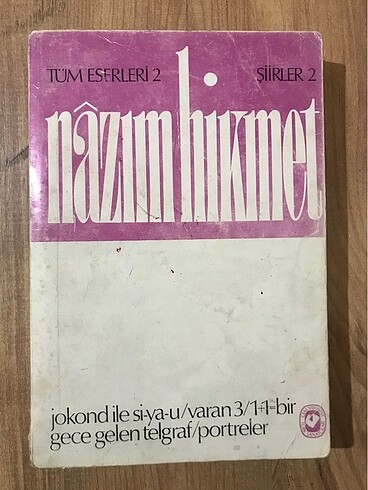 TÜM ESERLERİ 2 ŞİİRLER 2
nâzım hikmet
jokond ile si-ya-u/varan 3/1+1=bir
gece gelen telgraf/portreler